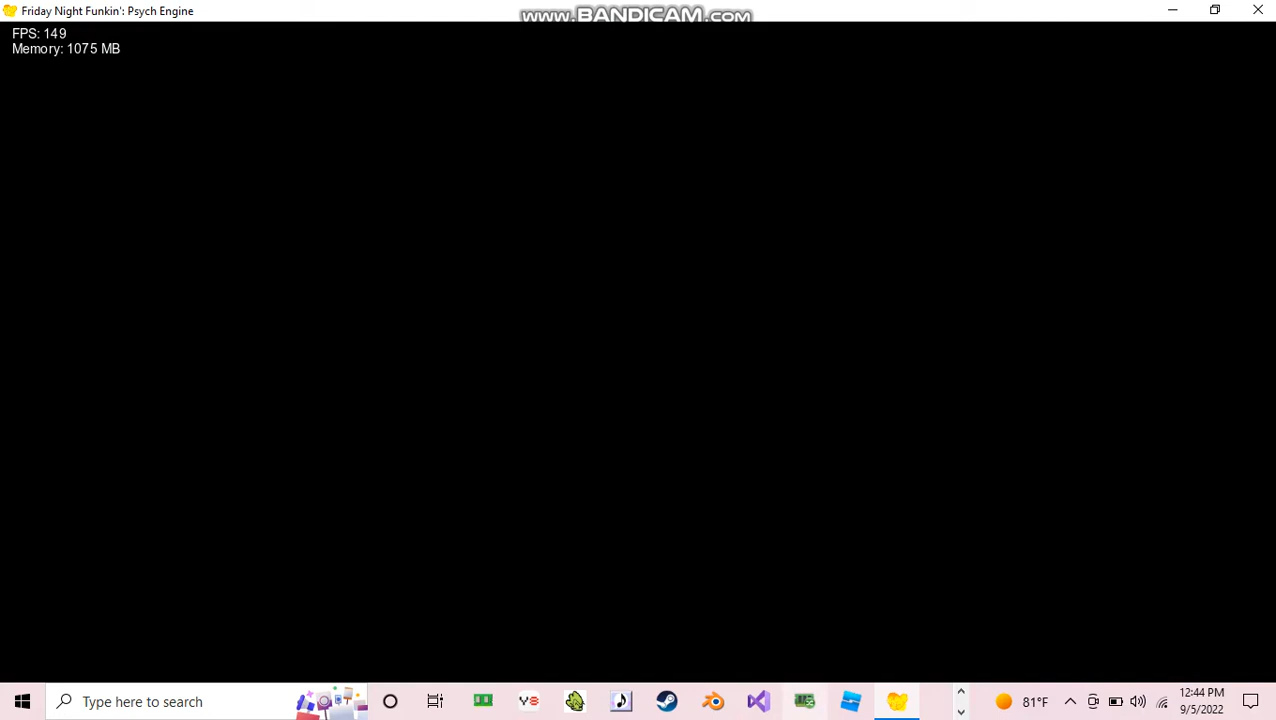 Friday Night Funkin': Psych Engine
www.BANDICAM.com
FPS: 149
Memory: 1075 MB
Type here to search
81°F
12:44 PM
9/5/2022